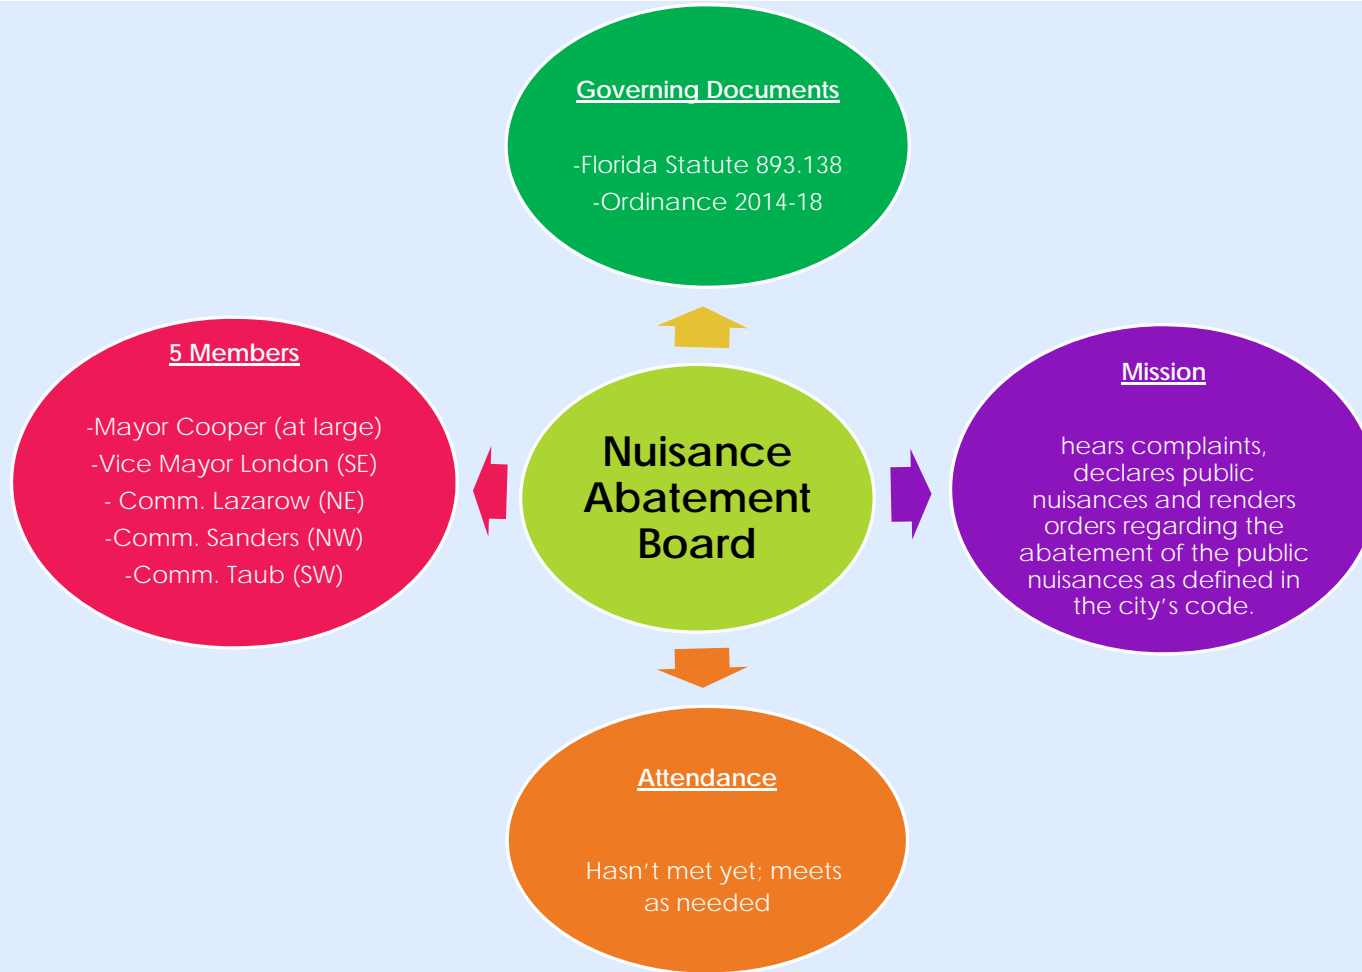 Governing Documents
-Florida Statute 893.138
-Ordinance 2014-18
5 Members
-Mayor Cooper (at large)
-Vice Mayor London (SE)
- Comm. Lazarow (NE)
-Comm. Sanders (NW)
-Comm. Taub (SW)
Nuisance
Abatement
Board
Mission
hears complaints,
declares public
nuisances and renders
orders regarding the
abatement of the public
nuisances as defined in
the city’s code.
Attendance
Hasn’t met yet; meets
as needed